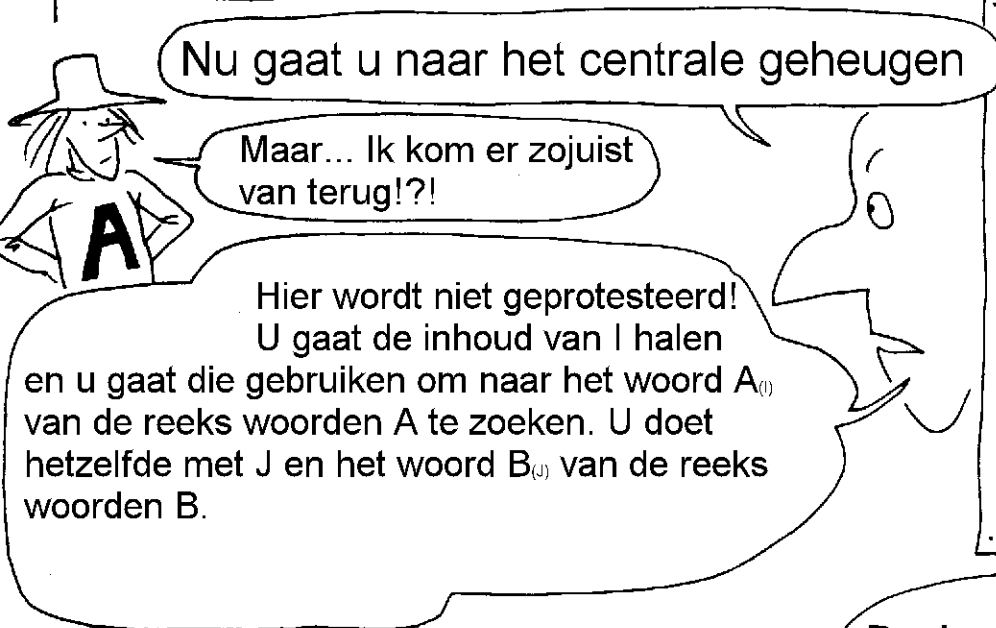 Nu gaat u naar het centrale geheugen
Maar... Ik kom er zojuist
van terug!?!
A
Hier wordt niet geprotesteerd!
U gaat de inhoud van I halen
en u gaat die gebruiken om naar het woord A(I)
van de reeks woorden A te zoeken. U doet
hetzelfde met J en het woord B(J) van de reeks
woorden B.